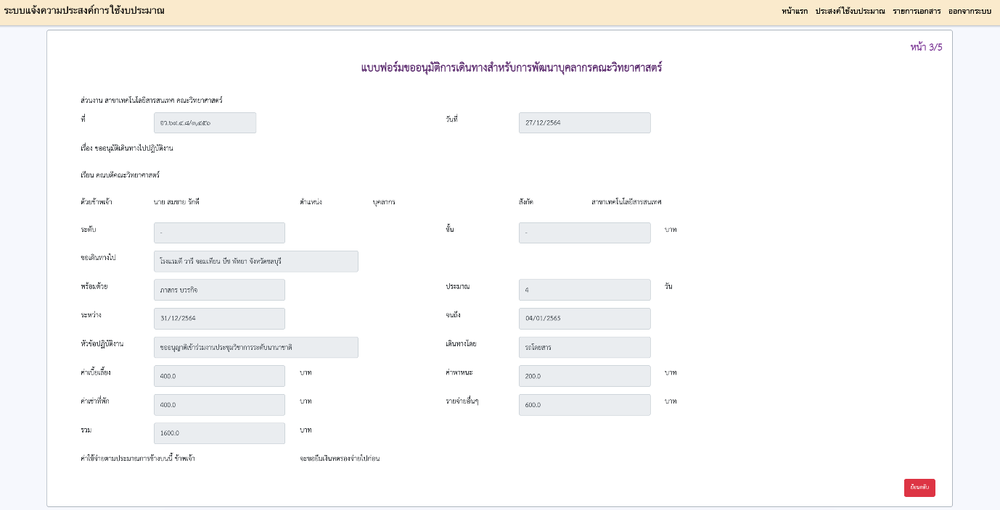 ระบบแจ้งความประสงค์การใช้งบประมาณ
หน้าแรก ประสงค์ใช้งบประมาณ รายการเอกสาร ออกจากระบบ
หน้า 3/5
แบบฟอร์มขออนุมัติการเดินทางสำหรับการพัฒนาบุคลากรคณะวิทยาศาสตร์
ส่วนงาน สาขาเทคโนโลยีสารสนเทศ คณะวิทยาศาสตร์
ที่ อว.๖๙.๔.๘/๓,๔๕๖ วันที่ 27/12/2564
เรื่อง ขออนุมัติเดินทางไปปฎิบัติงาน
เรียน คณบดีคณะวิทยาศาสตร์
ด้วยข้าพเจ้า นาย สมชาย รักดี ตำแหน่ง บุคลากร สังกัด สาขาเทคโนโลยีสารสนเทศ
ระดับ - ขั้น - บาท
ขอเดินทางไป โรงแรมดี วารี จอมเทียน บีช พัทยา จังหวัดชลบุรี
พร้อมด้วย ภาสกร บวรกิจ ประมาณ 4 วัน
ระหว่าง 31/12/2564 จนถึง 04/01/2565
หัวข้อปฏิบัติงาน ขออนุญาติเข้าร่วมงานประชุมวิชาการระดับนานาชาติ เดินทางโดย รถโดยสาร
ค่าเบี้ยเลี้ยง 400.0 บาท ค่าพาหนะ 200.0 บาท
ค่าเช่าที่พัก 400.0 บาท รายจ่ายอื่นๆ 600.0 บาท
รวม 1600.0 บาท
ค่าใช้จ่ายตามประมาณการข้างบนนี้ ข้าพเจ้า จะขอยืมเงินทดรองจ่ายไปก่อน
ย้อนกลับ